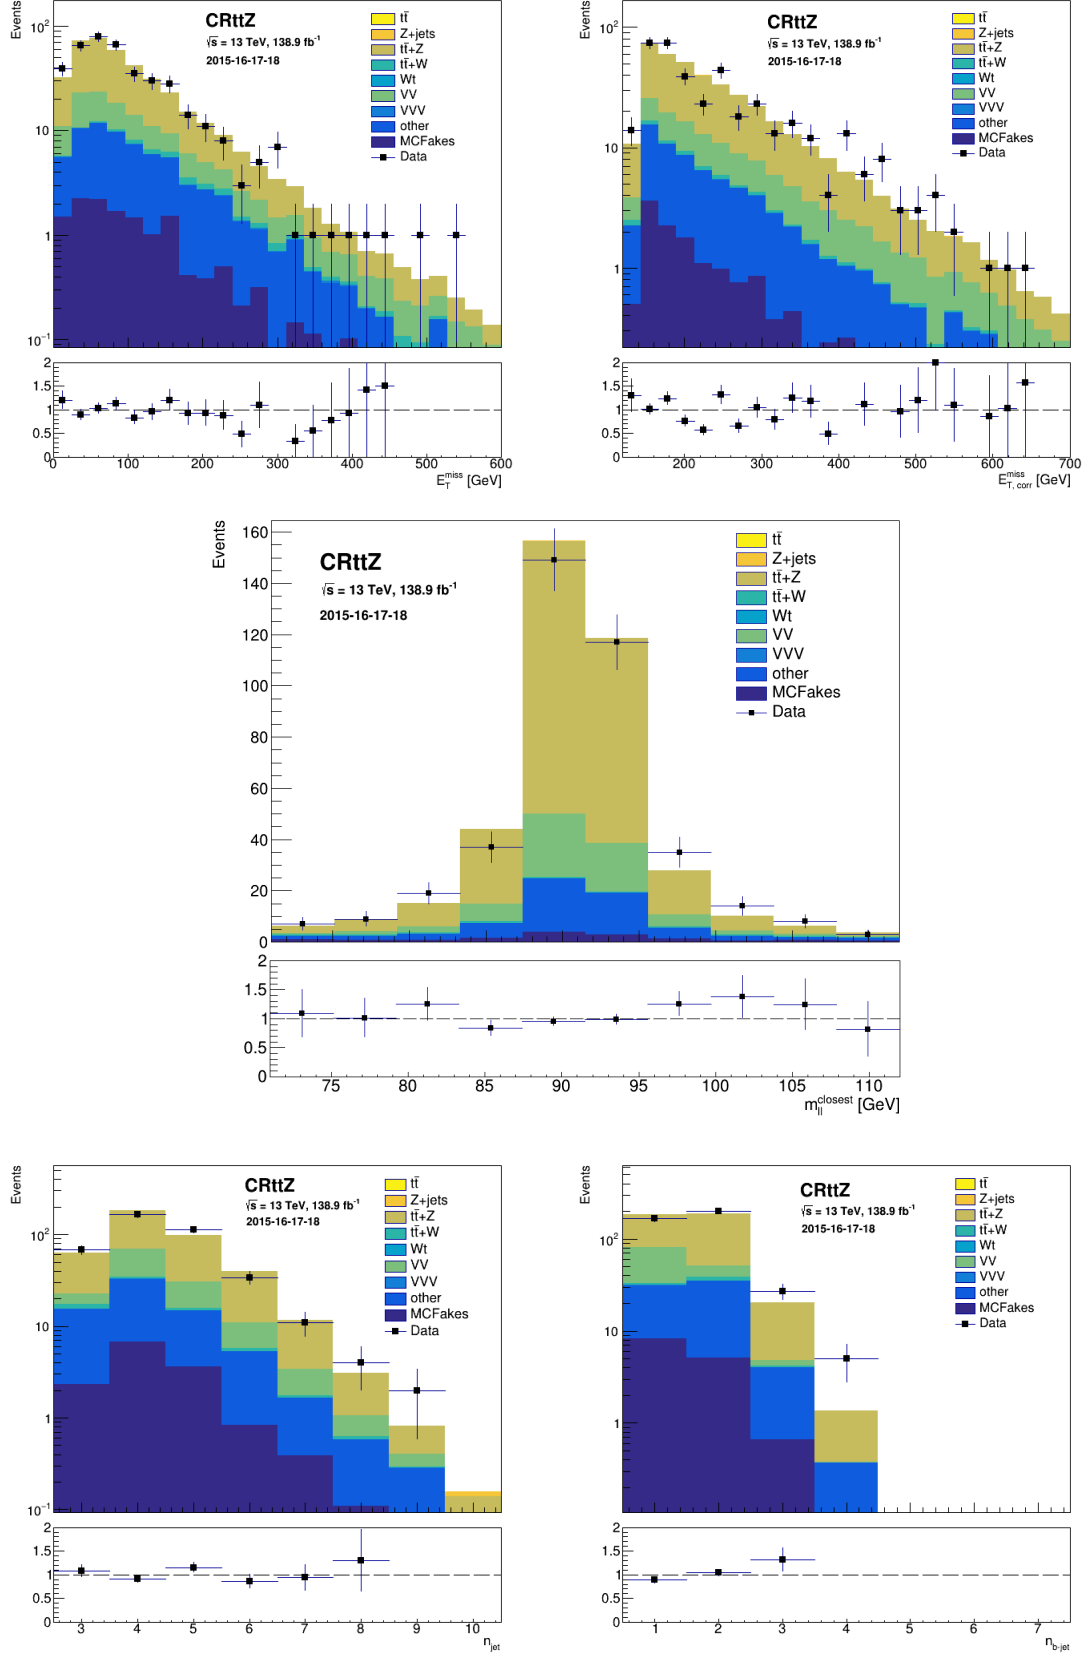 Events
CRttZ
√s = 13 TeV, 138.9 fb⁻¹
2015-16-17-18
tt̄
Z+jets
tt̄+Z
tt̄+W
Wt
VV
VVV
other
MCFakes
Data
10²
10
1
10⁻¹
2
1.5
1
0.5
0
0 100 200 300 400 500 600
E_T^miss [GeV]
Events
CRttZ
√s = 13 TeV, 138.9 fb⁻¹
2015-16-17-18
tt̄
Z+jets
tt̄+Z
tt̄+W
Wt
VV
VVV
other
MCFakes
Data
10²
10
1
2
1.5
1
0.5
0
200 300 400 500 600 700
E_T, corr^miss [GeV]
Events
CRttZ
√s = 13 TeV, 138.9 fb⁻¹
2015-16-17-18
tt̄
Z+jets
tt̄+Z
tt̄+W
Wt
VV
VVV
other
MCFakes
Data
160
140
120
100
80
60
40
20
0
2
1.5
1
0.5
0
75 80 85 90 95 100 105 110
m_ll^closest [GeV]
Events
CRttZ
√s = 13 TeV, 138.9 fb⁻¹
2015-16-17-18
tt̄
Z+jets
tt̄+Z
tt̄+W
Wt
VV
VVV
other
MCFakes
Data
10²
10
1
10⁻¹
2
1.5
1
0.5
0
3 4 5 6 7 8 9 10
n_jet
Events
CRttZ
√s = 13 TeV, 138.9 fb⁻¹
2015-16-17-18
tt̄
Z+jets
tt̄+Z
tt̄+W
Wt
VV
VVV
other
MCFakes
Data
10²
10
1
2
1.5
1
0.5
0
1 2 3 4 5 6 7
n_b-jet